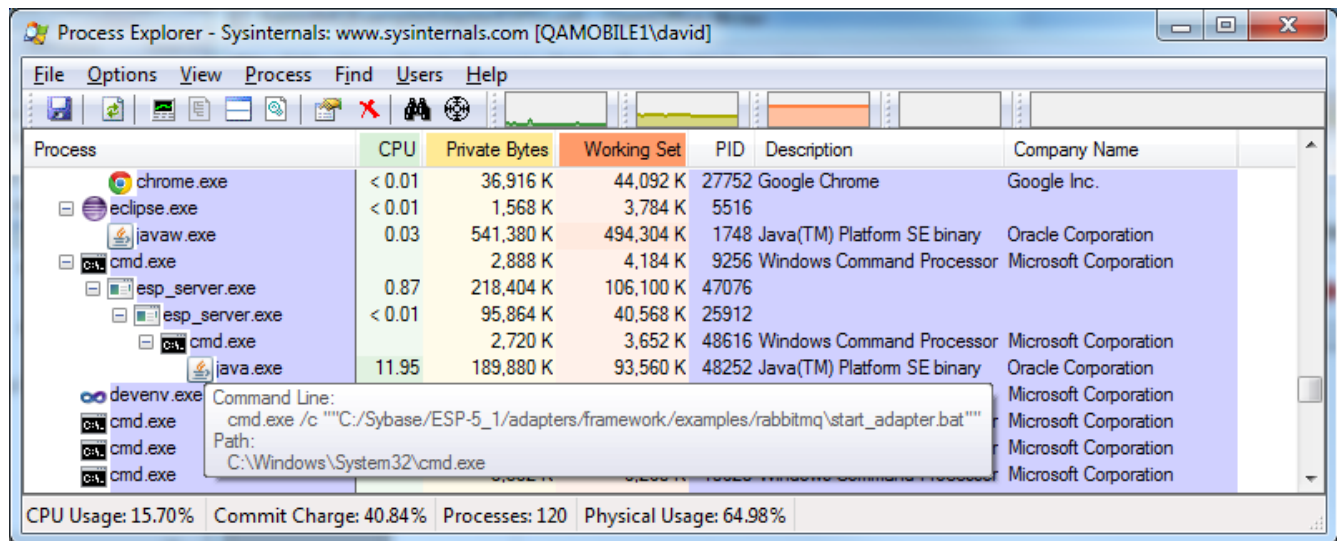 Process Explorer - Sysinternals: www.sysinternals.com [QAMOBILE1\david]
File Options View Process Find Users Help
Process CPU Private Bytes Working Set PID Description Company Name
chrome.exe < 0.01 36,916 K 44,092 K 27752 Google Chrome Google Inc.
eclipse.exe < 0.01 1,568 K 3,784 K 5516
javaw.exe 0.03 541,380 K 494,304 K 1748 Java(TM) Platform SE binary Oracle Corporation
cmd.exe 2,888 K 4,184 K 9256 Windows Command Processor Microsoft Corporation
esp_server.exe 0.87 218,404 K 106,100 K 47076
esp_server.exe < 0.01 95,864 K 40,568 K 25912
cmd.exe 2,720 K 3,652 K 48616 Windows Command Processor Microsoft Corporation
java.exe 11.95 189,880 K 93,560 K 48252 Java(TM) Platform SE binary Oracle Corporation
devenv.exe Microsoft Corporation
Command Line:
cmd.exe /c ""C:/Sybase/ESP-5_1/adapters/framework/examples/rabbitmq\start_adapter.bat""
Path:
C:\Windows\System32\cmd.exe
cmd.exe Microsoft Corporation
cmd.exe Microsoft Corporation
cmd.exe Microsoft Corporation
CPU Usage: 15.70% Commit Charge: 40.84% Processes: 120 Physical Usage: 64.98%